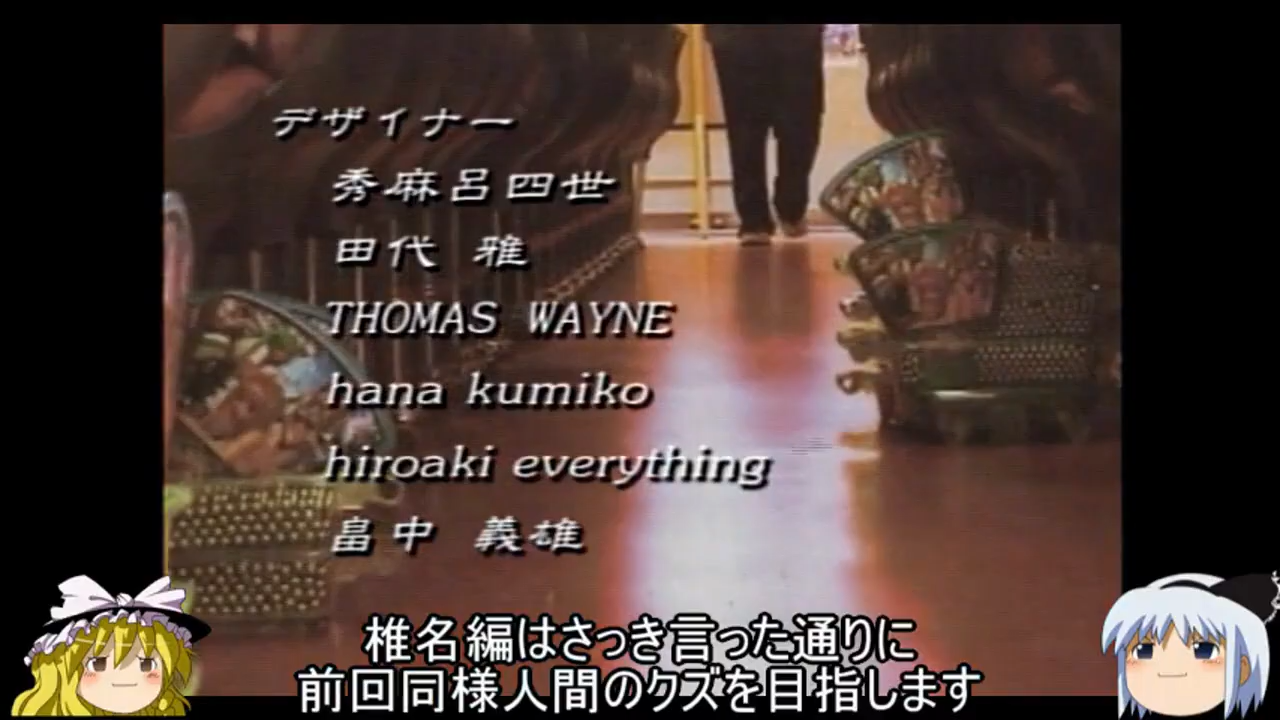 デザイナー
秀麻呂四世
田代 雅
THOMAS WAYNE
hana kumiko
hiroaki everything
畠中 義雄
椎名編はさっき言った通りに
前回同様人間のクズを目指します